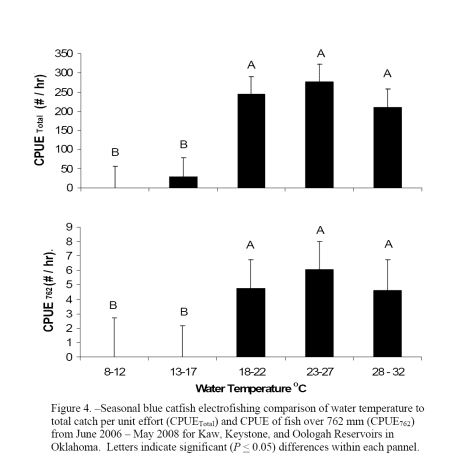 350
300
250
200
150
100
50
0
CPUE Total (# / hr)
B
B
A
A
A
9
8
7
6
5
4
3
2
1
0
CPUE 762 (# / hr).
B
B
A
A
A
8-12
13-17
18-22
23-27
28 - 32
Water Temperature °C
Figure 4. –Seasonal blue catfish electrofishing comparison of water temperature to
total catch per unit effort (CPUETotal) and CPUE of fish over 762 mm (CPUE762)
from June 2006 – May 2008 for Kaw, Keystone, and Oologah Reservoirs in
Oklahoma. Letters indicate significant (P ≤ 0.05) differences within each pannel.